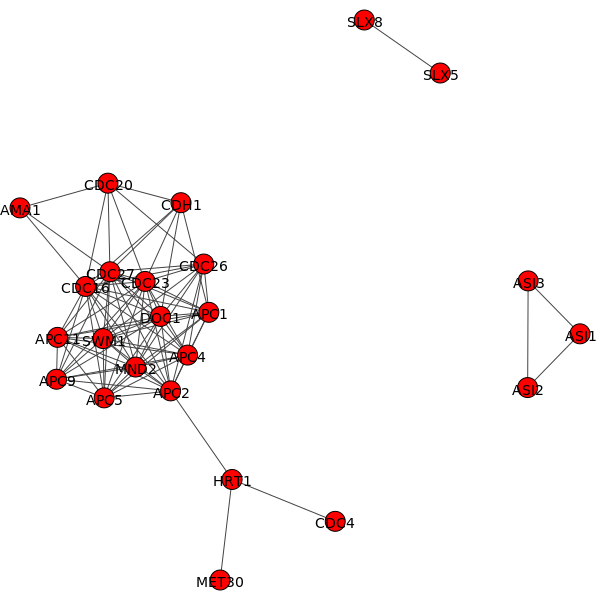 SLX8
SLX5
CDC20
CDH1
AMA1
CDC26
CDC27
CDC23
CDC16
ASI3
APC1
DOC1
ASI1
APC11
SWM1
APC4
MND2
APC9
ASI2
APC2
APC5
HRT1
CDC4
MET30